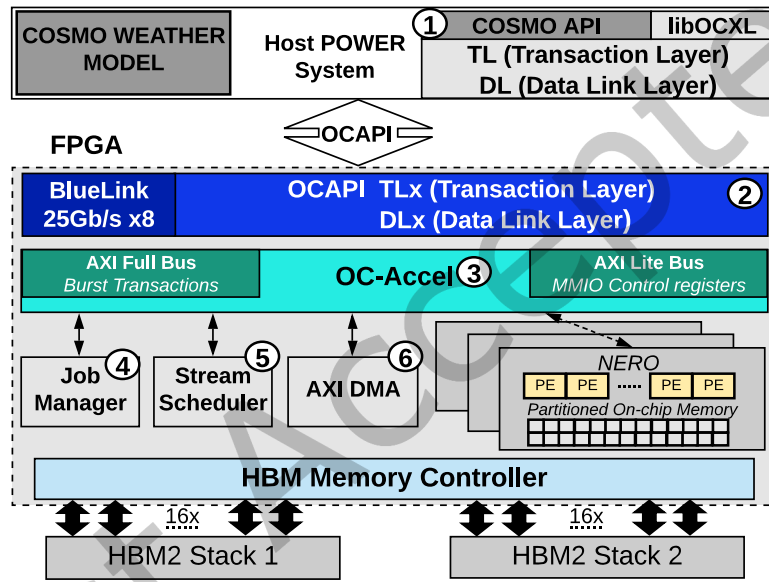 COSMO WEATHER
MODEL
Host POWER
System
1
COSMO API
libOCXL
TL (Transaction Layer)
DL (Data Link Layer)
OCAPI
FPGA
BlueLink
25Gb/s x8
OCAPI TLx (Transaction Layer)
DLx (Data Link Layer)
2
AXI Full Bus
Burst Transactions
OC-Accel
3
AXI Lite Bus
MMIO Control registers
4
Job
Manager
5
Stream
Scheduler
6
AXI DMA
NERO
PE PE ..... PE PE
Partitioned On-chip Memory
HBM Memory Controller
16x
16x
HBM2 Stack 1
HBM2 Stack 2
Accepte